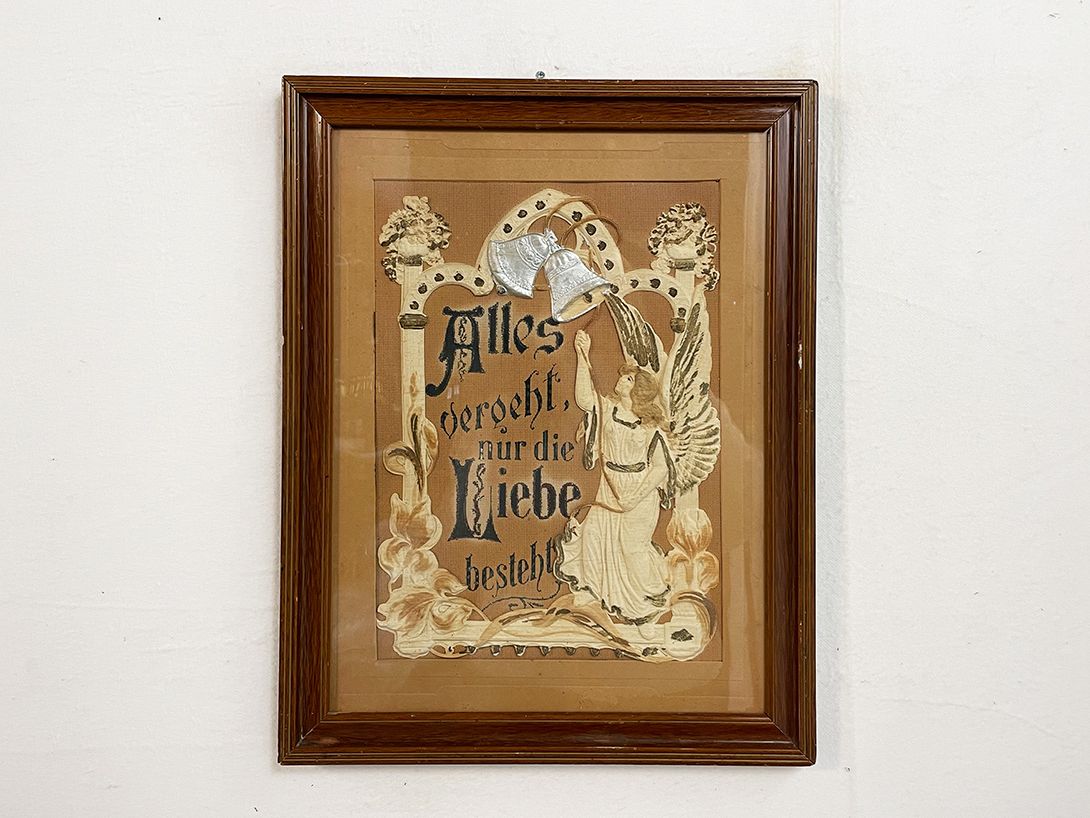 Alles
vergeht,
nur die
Liebe
besteht